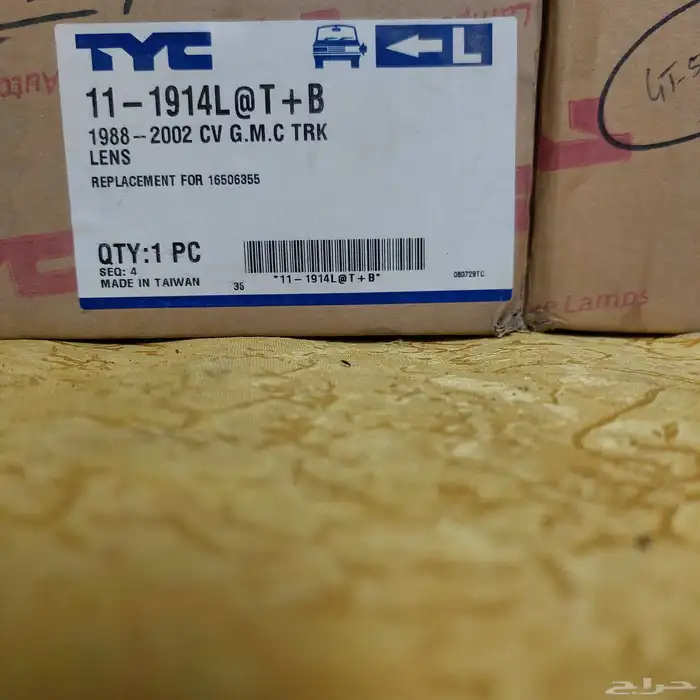 TYC
L
11-1914L@T+B
1988-2002 CV G.M.C TRK
LENS
REPLACEMENT FOR 16506355
QTY:1 PC
SEQ: 4
MADE IN TAIWAN
35
*11-1914L@T+B*
080729TC
Lamps
حراج